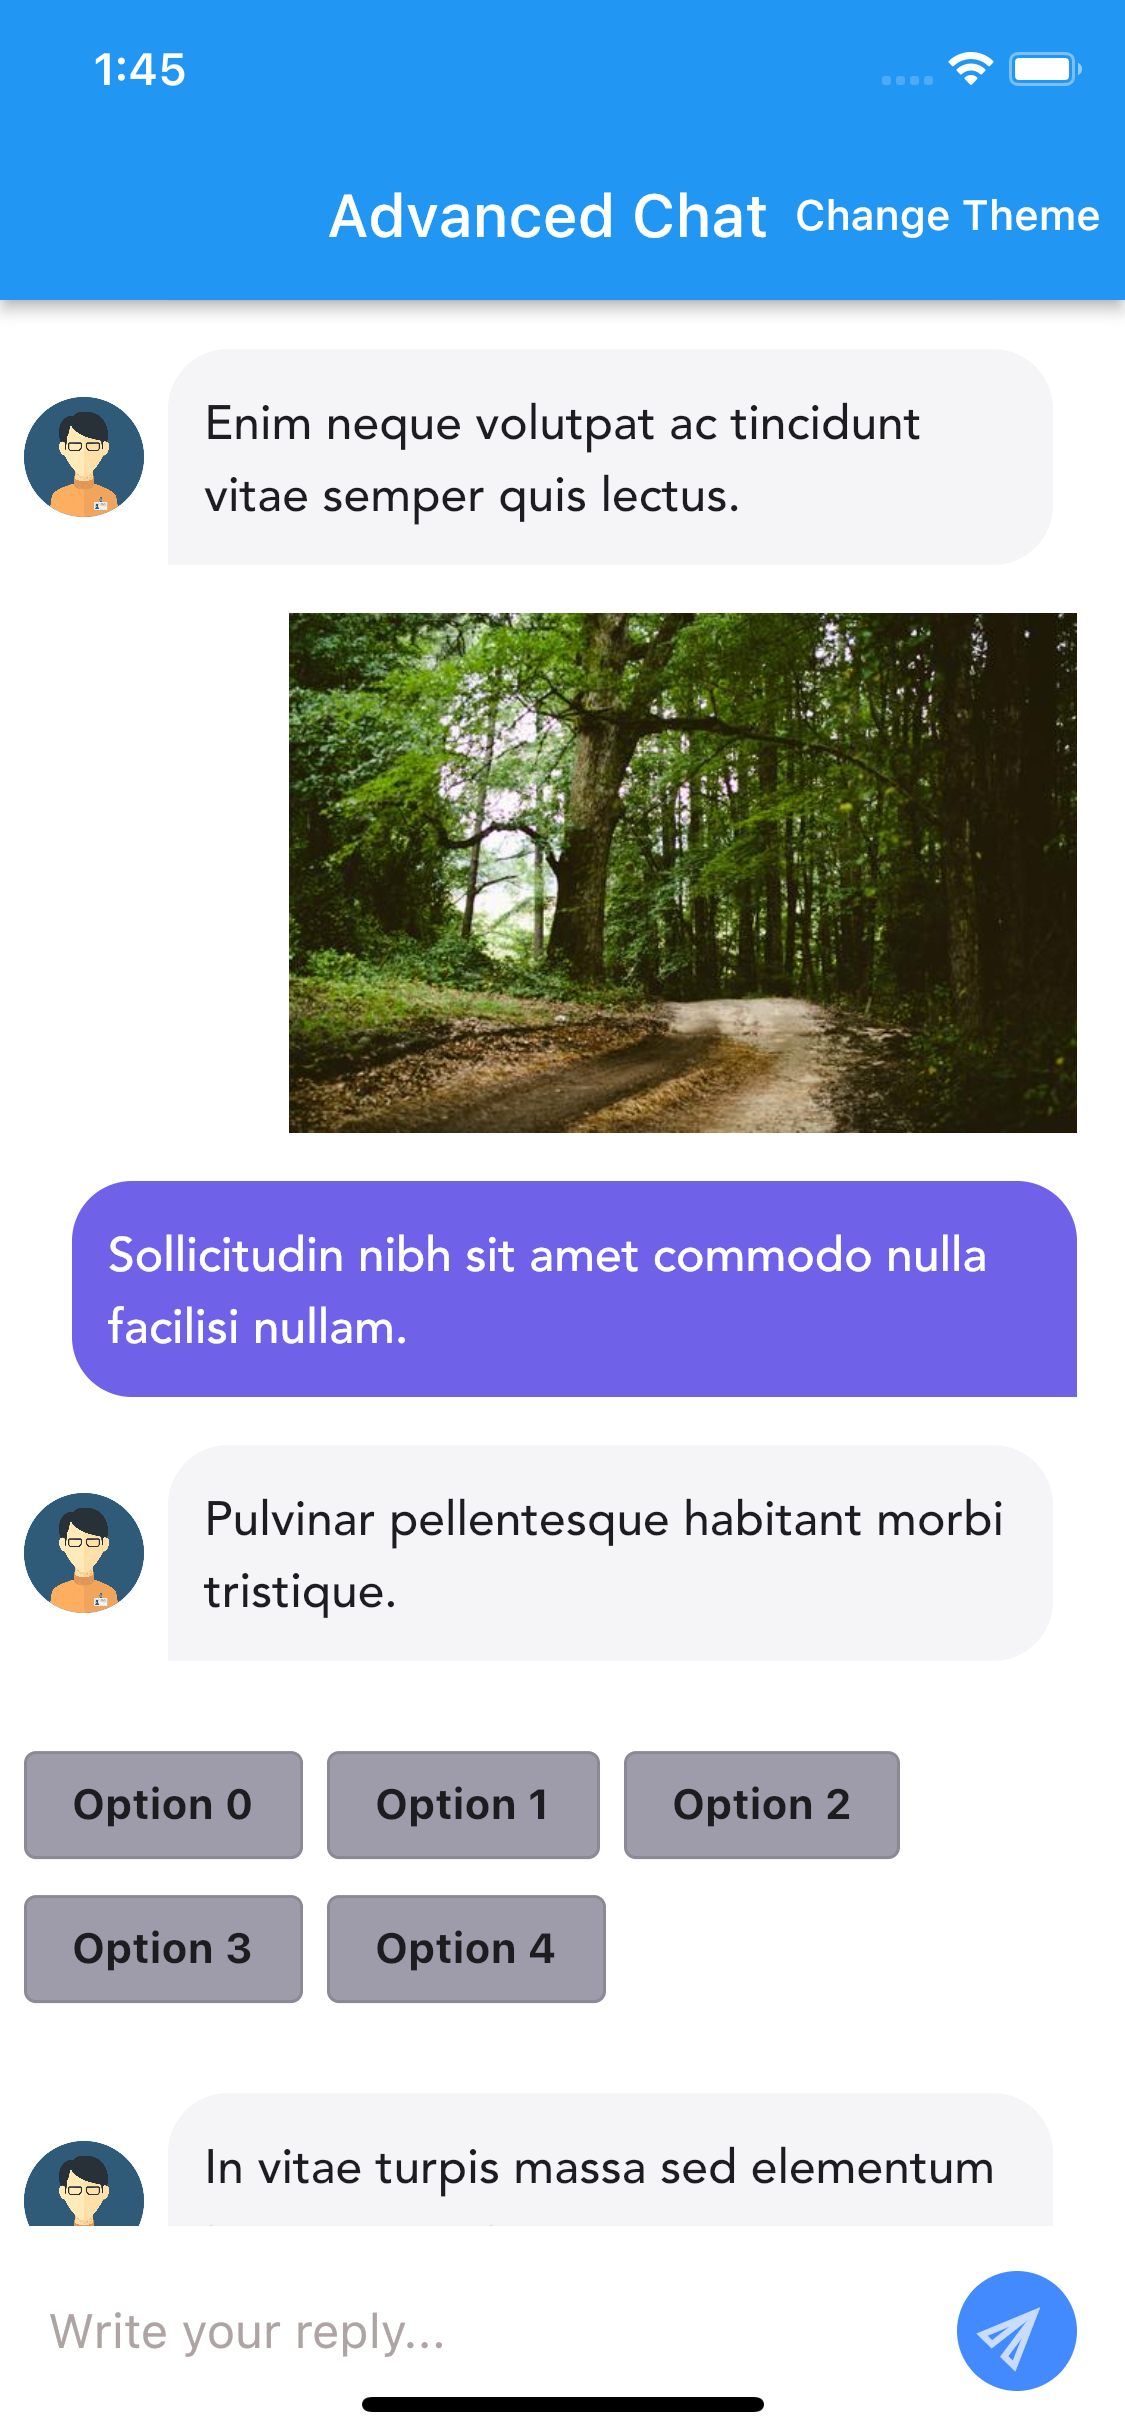 1:45
Advanced Chat Change Theme
Enim neque volutpat ac tincidunt
vitae semper quis lectus.
Sollicitudin nibh sit amet commodo nulla
facilisi nullam.
Pulvinar pellentesque habitant morbi
tristique.
Option 0 Option 1 Option 2
Option 3 Option 4
In vitae turpis massa sed elementum
Write your reply...